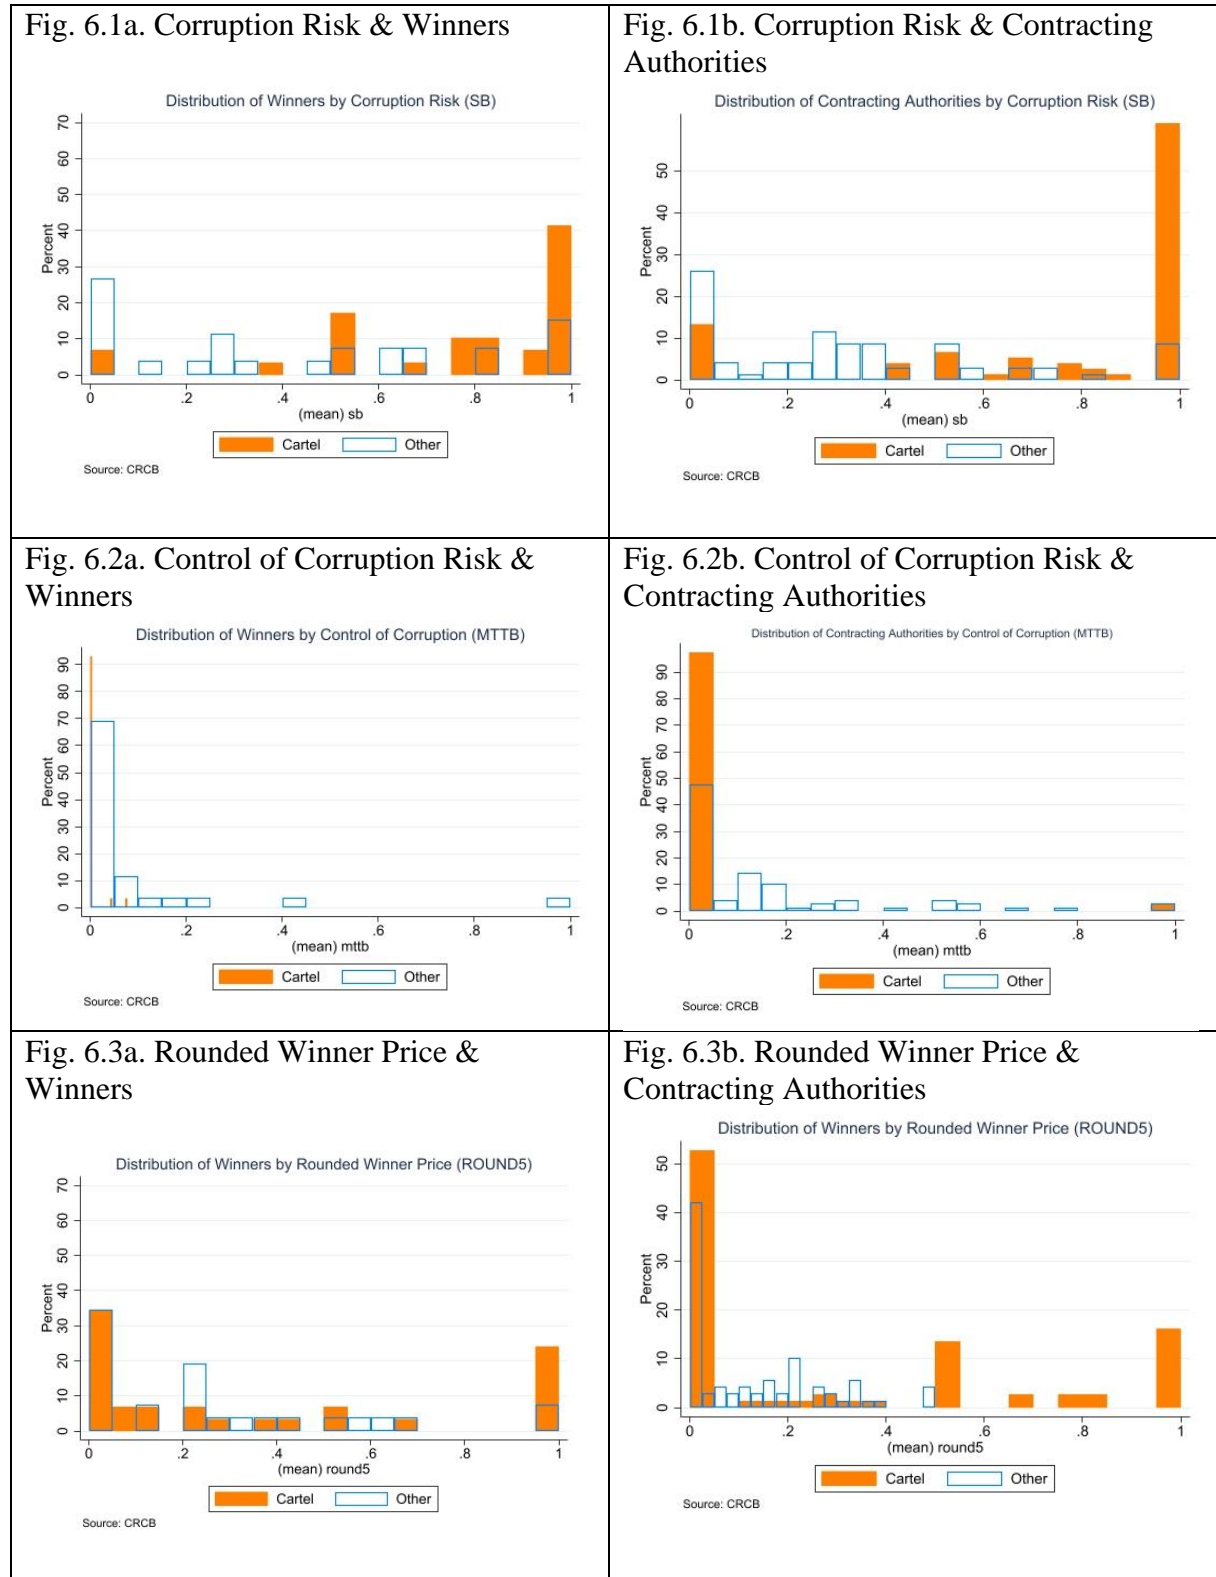 Fig. 6.1a. Corruption Risk & Winners
Distribution of Winners by Corruption Risk (SB)
70
60
50
40
30
20
10
0
Percent
0 .2 .4 .6 .8 1
(mean) sb
Cartel Other
Source: CRCB
Fig. 6.1b. Corruption Risk & Contracting
Authorities
Distribution of Contracting Authorities by Corruption Risk (SB)
50
40
30
20
10
0
Percent
0 .2 .4 .6 .8 1
(mean) sb
Cartel Other
Source: CRCB
Fig. 6.2a. Control of Corruption Risk &
Winners
Distribution of Winners by Control of Corruption (MTTB)
90
80
70
60
50
40
30
20
10
0
Percent
0 .2 .4 .6 .8 1
(mean) mttb
Cartel Other
Source: CRCB
Fig. 6.2b. Control of Corruption Risk &
Contracting Authorities
Distribution of Contracting Authorities by Control of Corruption (MTTB)
90
80
70
60
50
40
30
20
10
0
Percent
0 .2 .4 .6 .8 1
(mean) mttb
Cartel Other
Source: CRCB
Fig. 6.3a. Rounded Winner Price &
Winners
Distribution of Winners by Rounded Winner Price (ROUND5)
70
60
50
40
30
20
10
0
Percent
0 .2 .4 .6 .8 1
(mean) round5
Cartel Other
Source: CRCB
Fig. 6.3b. Rounded Winner Price &
Contracting Authorities
Distribution of Winners by Rounded Winner Price (ROUND5)
50
40
30
20
10
0
Percent
0 .2 .4 .6 .8 1
(mean) round5
Cartel Other
Source: CRCB